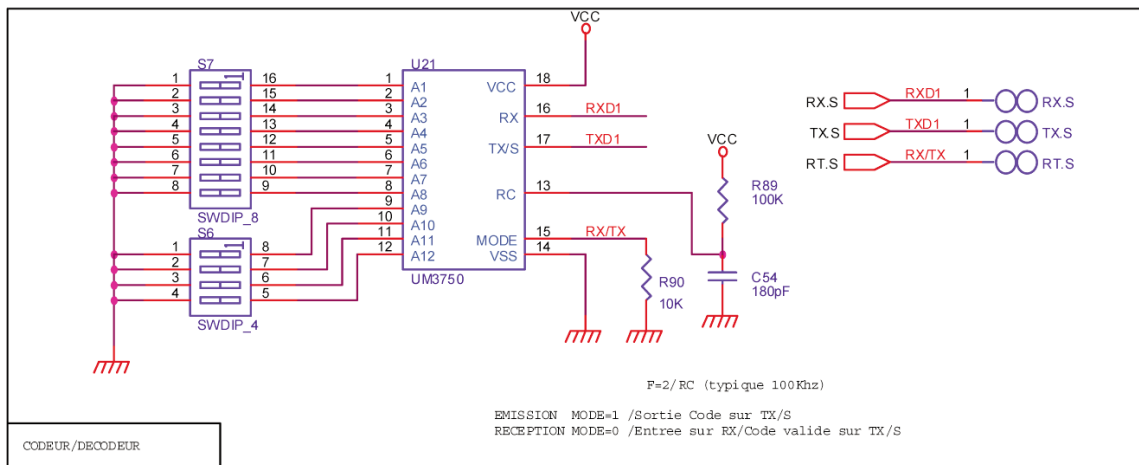 VCC
S7
U21
1 16 1 A1 VCC 18
2 15 2 A2
3 14 3 A3 RX 16 RXD1
4 13 4 A4
5 12 5 A5 TX/S 17 TXD1
6 11 6 A6
7 10 7 A7
8 9 8 A8 RC 13
SWDIP_8
9 A9
S6
10 A10
1 8 11 A11 MODE 15 RX/TX
2 7 12 A12 VSS 14
3 6
4 5
SWDIP_4
UM3750
VCC
R89
100K
R90
10K
C54
180pF
RX.S RXD1 1 RX.S
TX.S TXD1 1 TX.S
RT.S RX/TX 1 RT.S
F=2/RC (typique 100Khz)
EMISSION MODE=1 /Sortie Code sur TX/S
RECEPTION MODE=0 /Entree sur RX/Code valide sur TX/S
CODEUR/DECODEUR